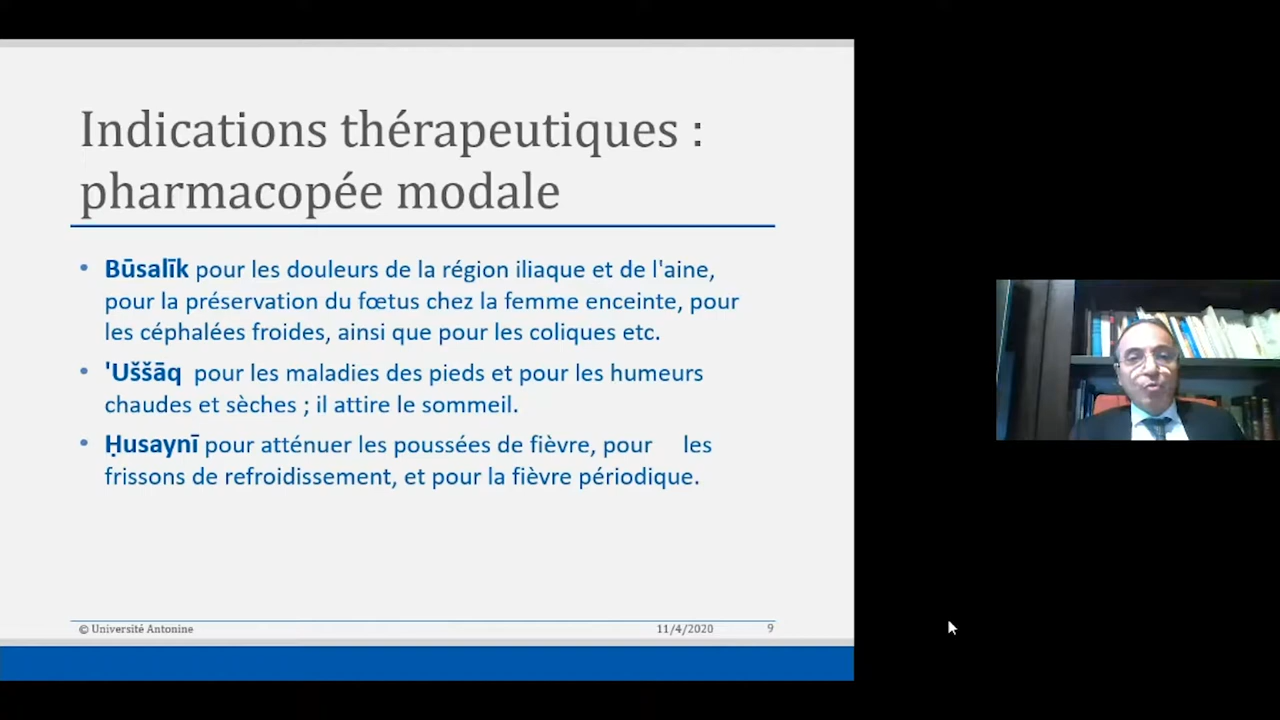 Indications thérapeutiques :
pharmacopée modale
• Būsalīk pour les douleurs de la région iliaque et de l'aine,
pour la préservation du fœtus chez la femme enceinte, pour
les céphalées froides, ainsi que pour les coliques etc.
• 'Uššāq pour les maladies des pieds et pour les humeurs
chaudes et sèches ; il attire le sommeil.
• Ḥusaynī pour atténuer les poussées de fièvre, pour les
frissons de refroidissement, et pour la fièvre périodique.
© Université Antonine 11/4/2020 9